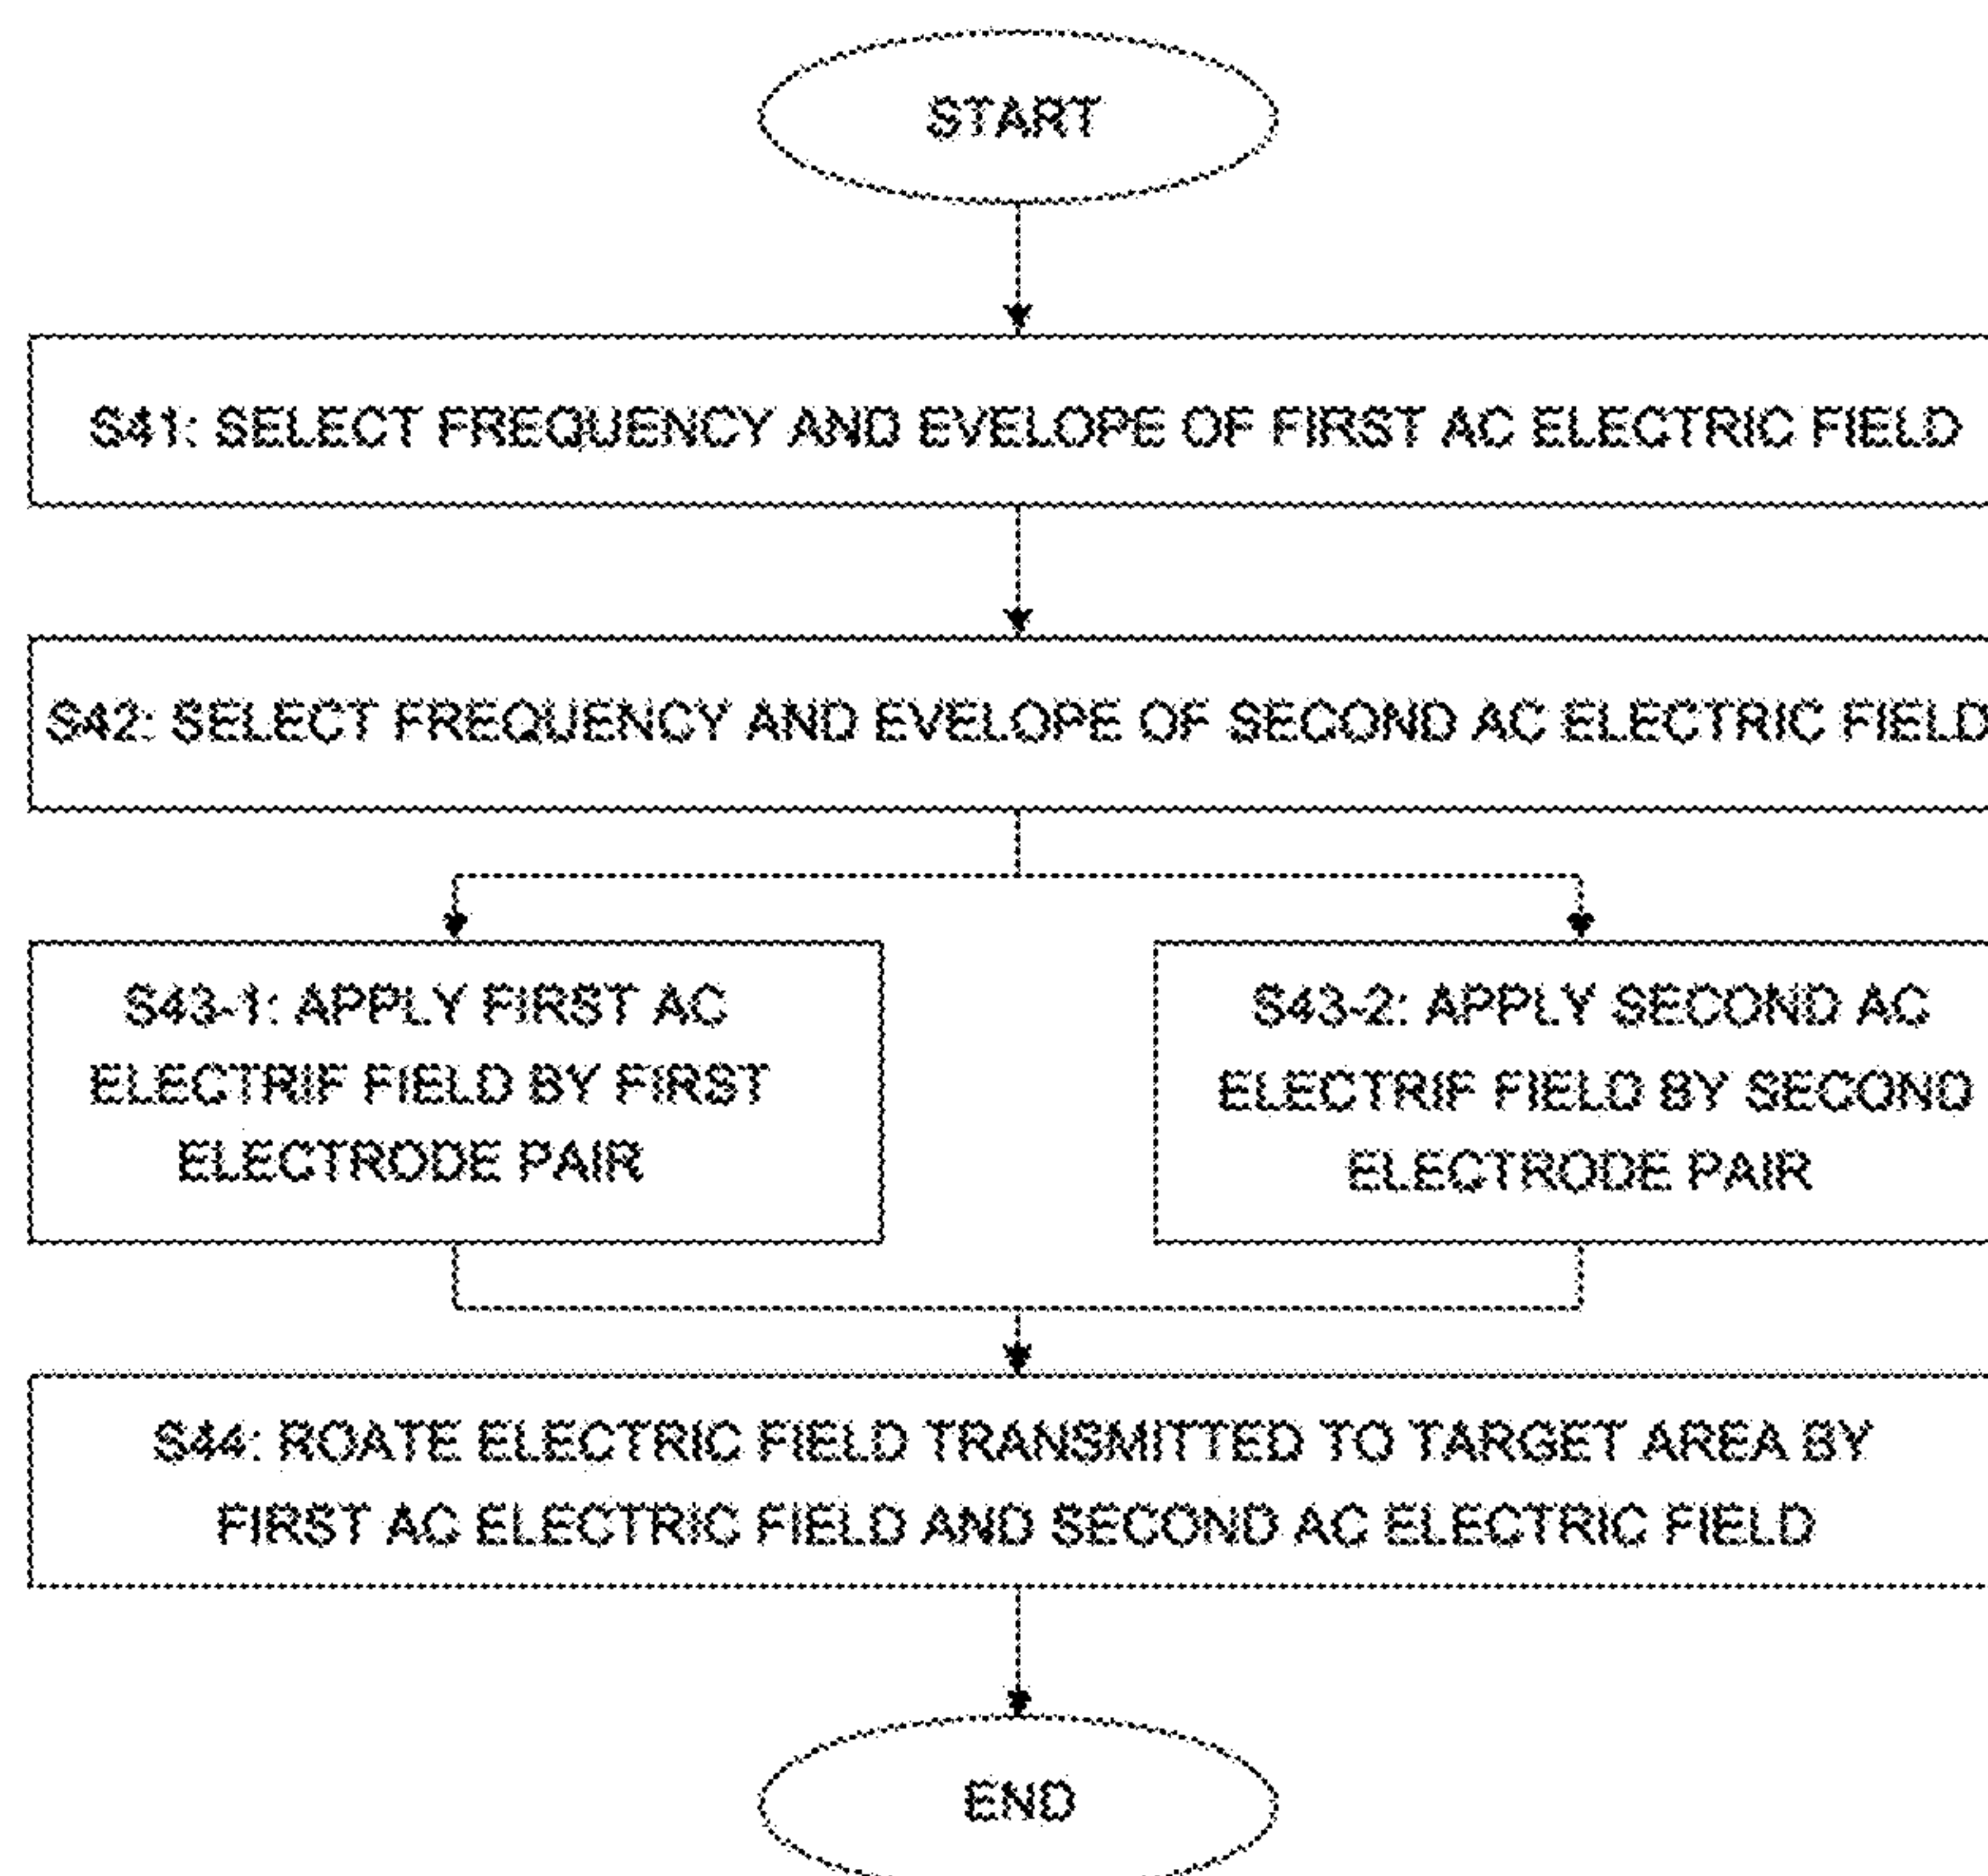 START
S41: SELECT FREQUENCY AND EVELOPE OF FIRST AC ELECTRIC FIELD
S42: SELECT FREQUENCY AND EVELOPE OF SECOND AC ELECTRIC FIELD
S43-1: APPLY FIRST AC
ELECTRIF FIELD BY FIRST
ELECTRODE PAIR
S43-2: APPLY SECOND AC
ELECTRIF FIELD BY SECOND
ELECTRODE PAIR
S44: ROATE ELECTRIC FIELD TRANSMITTED TO TARGET AREA BY
FIRST AC ELECTRIC FIELD AND SECOND AC ELECTRIC FIELD
END